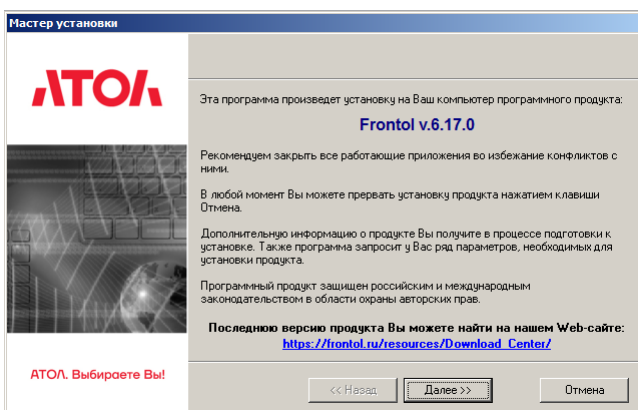 Мастер установки
АТОЛ
Эта программа произведет установку на Ваш компьютер программного продукта:
Frontol v.6.17.0
Рекомендуем закрыть все работающие приложения во избежание конфликтов с
ними.
В любой момент Вы можете прервать установку продукта нажатием клавиши
Отмена.
Дополнительную информацию о продукте Вы получите в процессе подготовки к
установке. Также программа запросит у Вас ряд параметров, необходимых для
установки продукта.
Программный продукт защищен российским и международным
законодательством в области охраны авторских прав.
Последнюю версию продукта Вы можете найти на нашем Web-сайте:
https://frontol.ru/resources/Download_Center/
АТОЛ. Выбираете Вы!
<< Назад
Далее >>
Отмена